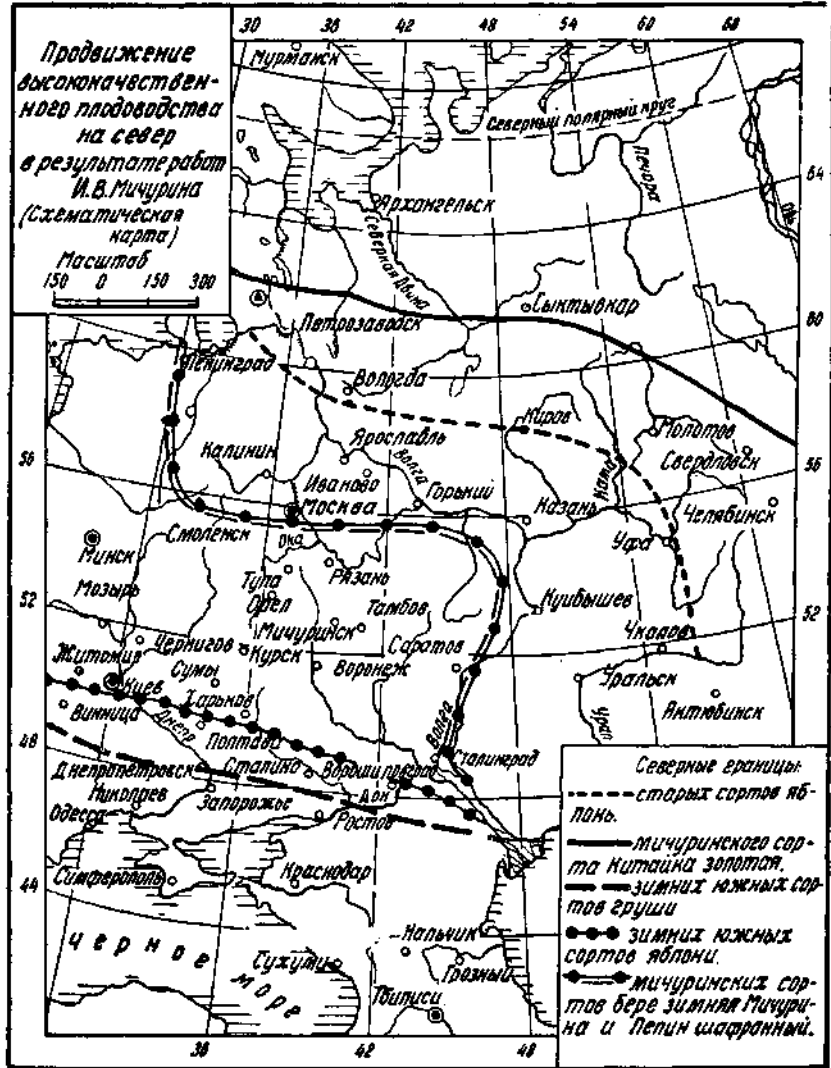 30 36 42 48 54 60 68
Продвижение
высококачествен-
ного плодоводства
на север
в результате работ
И.В. Мичурина
(Схематическая
карта)
Масштаб
150 0 150 300
Мурманск
Северный полярный круг
Печора
64
Архангельск
Северная Двина
Обь
Сыктывкар
Петрозаводск
60
Ленинград
Вологда
Киров
Молотов
Ярославль
Свердловск
56
Калинин
Волга
Кама
56
Иваново
Горький
Москва
Казань
Челябинск
Смоленск
Ока
Уфа
Минск
Рязань
Тула
Мозырь
Орел
Тамбов
Куйбышев
52
Мичуринск
52
Чернигов
Саратов
Чкалов
Курск
Житомир
Сумы
Воронеж
Уральск
Киев
Харьков
Актюбинск
Винница
Днепр
Волга
Урал
Полтава
Сталинград
48
Сталино
Ворошиловград
Днепропетровск
Дон
Николаев
Запорожье
Одесса
Ростов
Симферополь
Краснодар
44
Нальчик
Черное море
Сухуми
Грозный
Тбилиси
36 42 48
Северные границы:
старых сортов яб-
лонь.
мичуринского сор-
та Китайка золотая.
зимних южных сор-
тов груши
зимних южных
сортов яблони.
мичуринских сор-
тов бере зимняя Мичури-
на и Пепин шафранный.